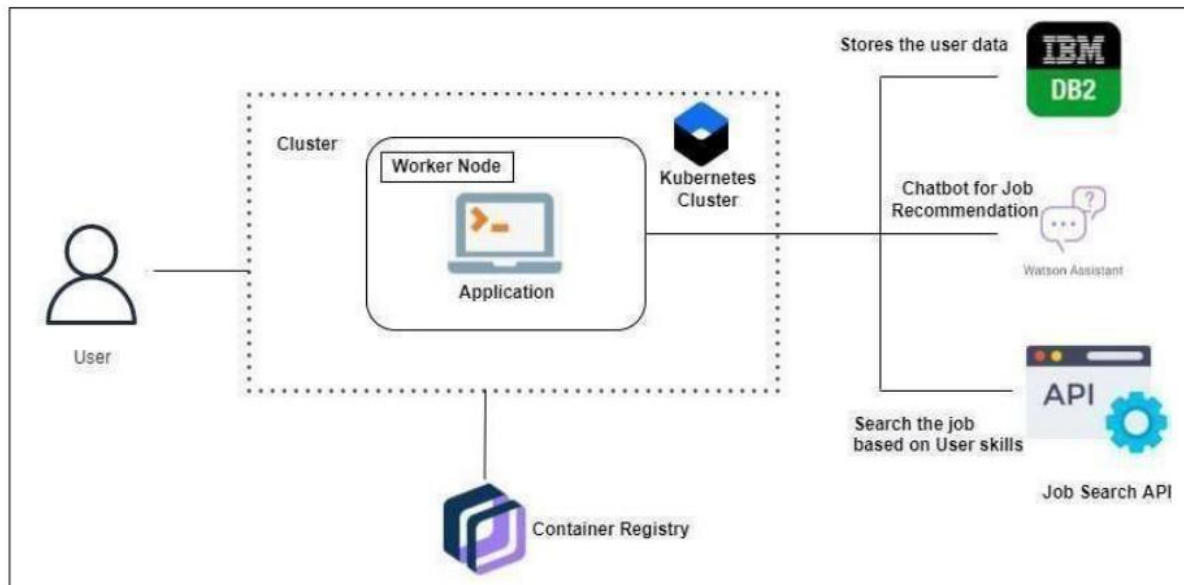 Stores the user data
IBM
DB2
Cluster
Worker Node
Kubernetes
Cluster
Application
Chatbot for Job
Recommendation
?
...
Watson Assistant
User
API
Search the job
based on User skills
Job Search API
Container Registry